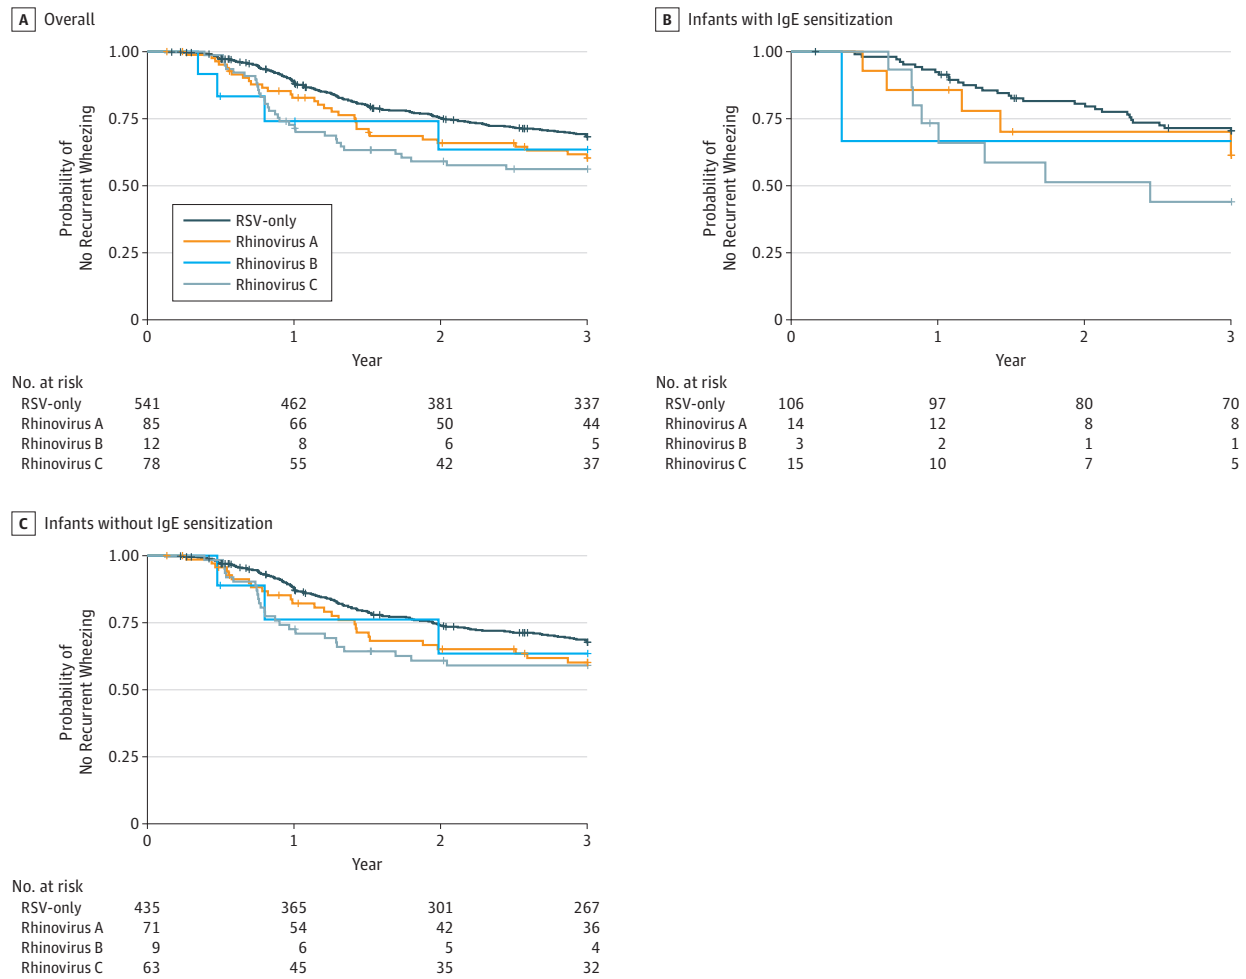 A Overall
1.00
0.75
0.50
0.25
0
Probability of
No Recurrent Wheezing
RSV-only
Rhinovirus A
Rhinovirus B
Rhinovirus C
0 1 2 3
Year
No. at risk
RSV-only 541 462 381 337
Rhinovirus A 85 66 50 44
Rhinovirus B 12 8 6 5
Rhinovirus C 78 55 42 37
B Infants with IgE sensitization
1.00
0.75
0.50
0.25
0
Probability of
No Recurrent Wheezing
0 1 2 3
Year
No. at risk
RSV-only 106 97 80 70
Rhinovirus A 14 12 8 8
Rhinovirus B 3 2 1 1
Rhinovirus C 15 10 7 5
C Infants without IgE sensitization
1.00
0.75
0.50
0.25
0
Probability of
No Recurrent Wheezing
0 1 2 3
Year
No. at risk
RSV-only 435 365 301 267
Rhinovirus A 71 54 42 36
Rhinovirus B 9 6 5 4
Rhinovirus C 63 45 35 32